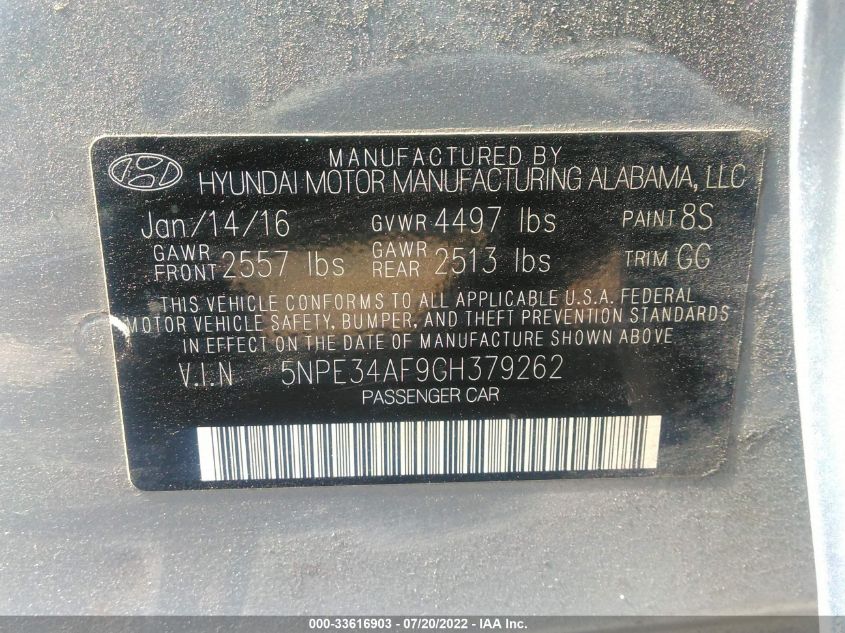 MANUFACTURED BY
HYUNDAI MOTOR MANUFACTURING ALABAMA, LLC
Jan/14/16 GVWR 4497 lbs PAINT 8S
GAWR FRONT 2557 lbs GAWR REAR 2513 lbs TRIM GG
THIS VEHICLE CONFORMS TO ALL APPLICABLE U.S.A. FEDERAL
MOTOR VEHICLE SAFETY, BUMPER, AND THEFT PREVENTION STANDARDS
IN EFFECT ON THE DATE OF MANUFACTURE SHOWN ABOVE
V.I.N 5NPE34AF9GH379262
PASSENGER CAR
000-33616903 - 07/20/2022 - IAA Inc.